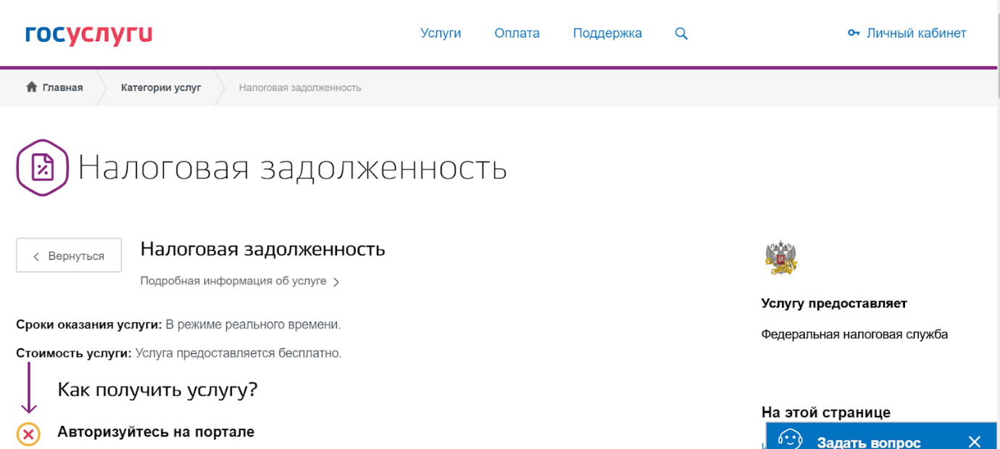 госуслуги
Услуги Оплата Поддержка Личный кабинет
Главная Категории услуг Налоговая задолженность
Налоговая задолженность
Вернуться
Налоговая задолженность
Подробная информация об услуге
Сроки оказания услуги: В режиме реального времени.
Стоимость услуги: Услуга предоставляется бесплатно.
Как получить услугу?
Авторизуйтесь на портале
Услугу предоставляет
Федеральная налоговая служба
На этой странице
Задать вопрос